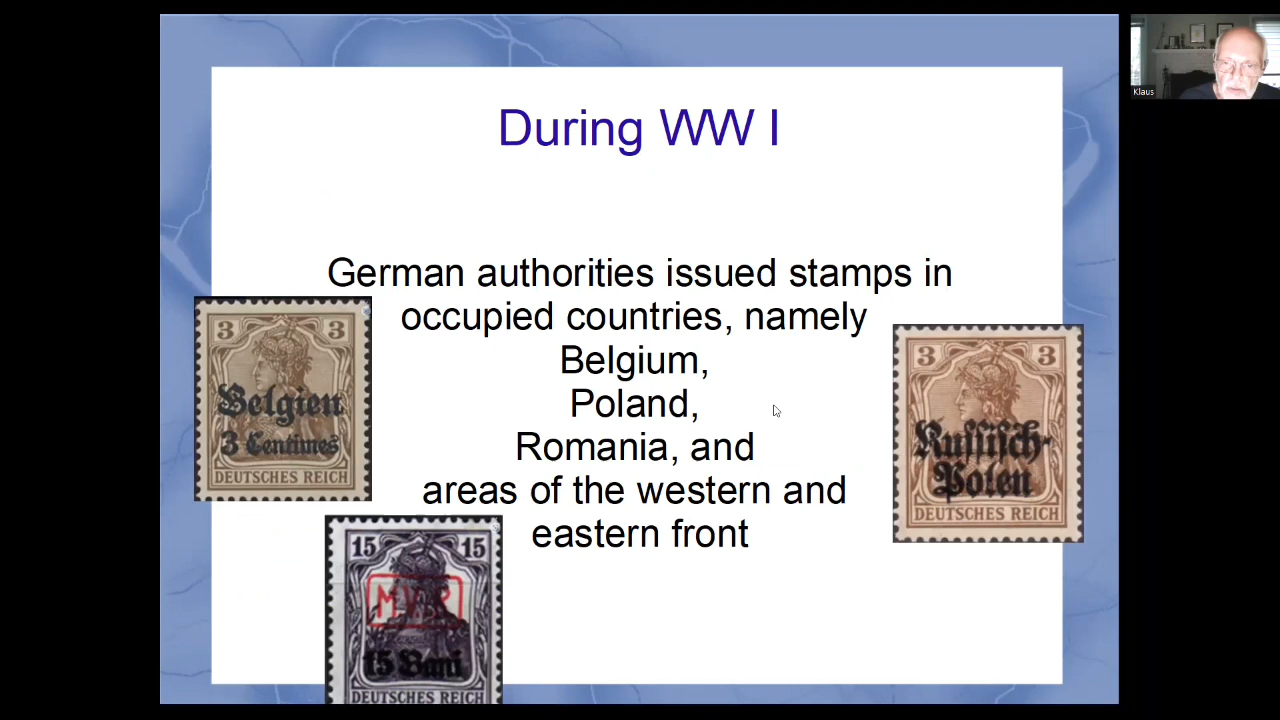 During WW I
German authorities issued stamps in
occupied countries, namely
Belgium,
Poland,
Romania, and
areas of the western and
eastern front
3 3
Belgien
3 Centimes
DEUTSCHES REICH
15 15
M.V.i.R
15 Bani
DEUTSCHES REICH
3 3
Russisch-
Polen
DEUTSCHES REICH
Klaus